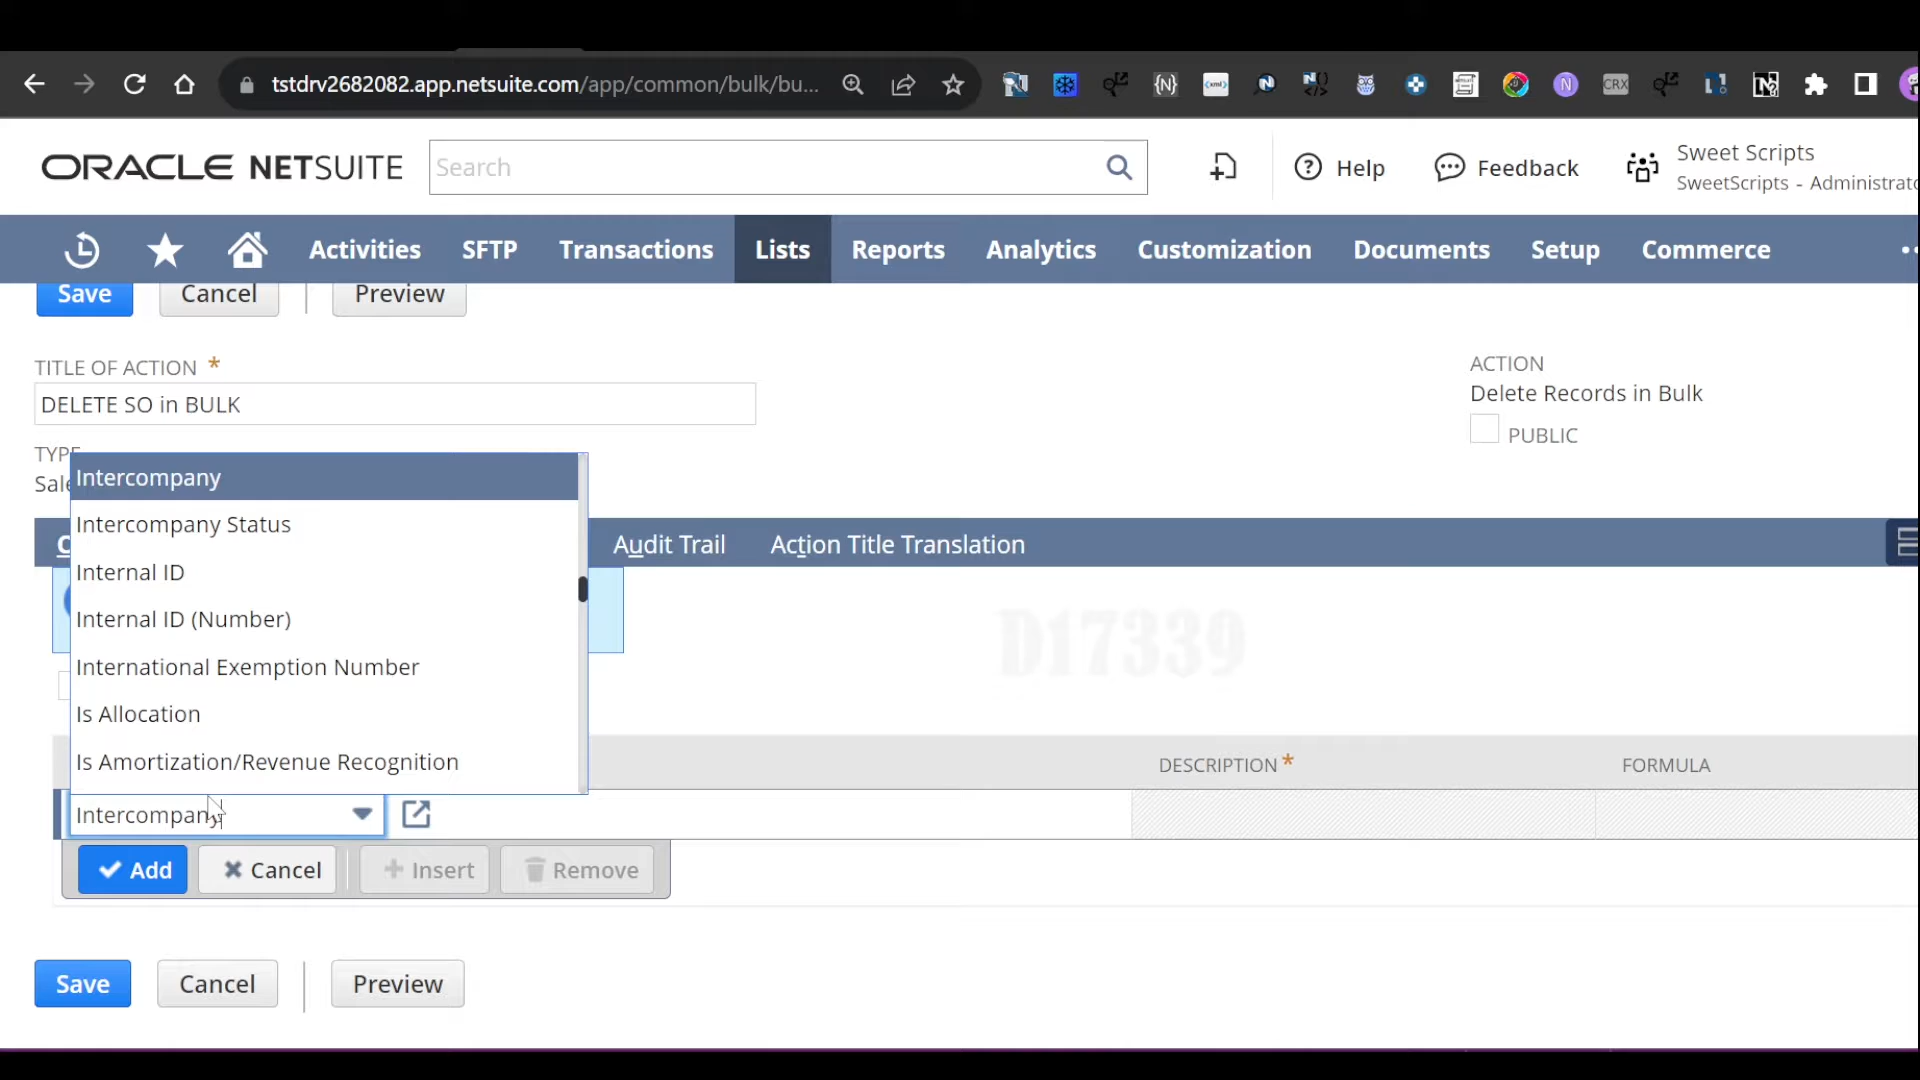 tstdrv2682082.app.netsuite.com/app/common/bulk/bu...
ORACLE NETSUITE
Search
Help
Feedback
Sweet Scripts
SweetScripts - Administrato
Activities
SFTP
Transactions
Lists
Reports
Analytics
Customization
Documents
Setup
Commerce
Save
Cancel
Preview
TITLE OF ACTION *
DELETE SO in BULK
ACTION
Delete Records in Bulk
PUBLIC
TYPE
Sale
Intercompany
Intercompany Status
Internal ID
Internal ID (Number)
International Exemption Number
Is Allocation
Is Amortization/Revenue Recognition
Audit Trail
Action Title Translation
D17339
DESCRIPTION *
FORMULA
Intercompany
Add
Cancel
Insert
Remove
Save
Cancel
Preview